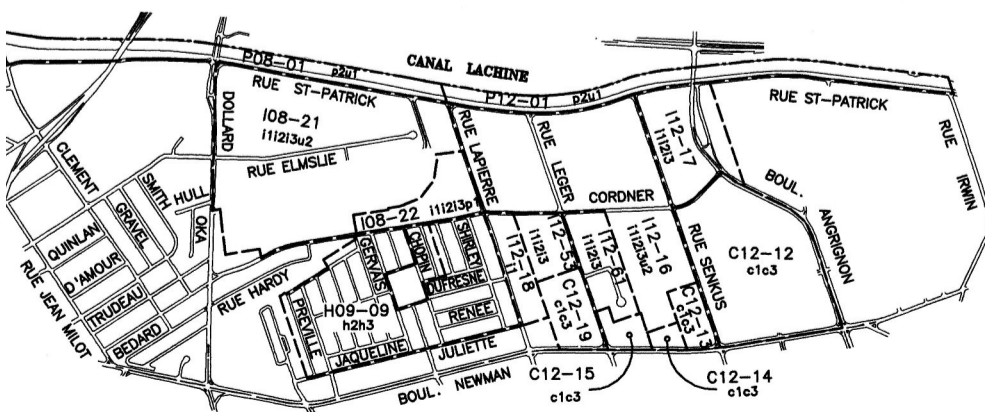 P08-01
p2u1
CANAL LACHINE
P12-01
p2u1
RUE ST-PATRICK
RUE ST-PATRICK
DOLLARD
I08-21
i1i2i3u2
RUE ELMSLIE
RUE LAPIERRE
RUE LEGER
I12-17
i1i2i3
RUE IRWIN
CLEMENT
SMITH
HULL
GRAVEL
OKA
QUINLAN
D'AMOUR
TRUDEAU
BEDARD
RUE JEAN MILOT
I08-22
i1i2i3p1
CORDNER
BOUL. ANGRIGNON
RUE HARDY
GERVAIS
CHOPIN
SHIRLEY
DUFRESNE
RENEE
PREVILLE
H09-09
h2h3
JAQUELINE
JULIETTE
BOUL. NEWMAN
I12-18
i1
i1i2i3
I12-53
i1i2i3
I12-61
I12-16
i1i2i3u2
RUE SENKUS
C12-12
c1c3
C12-19
c1c3
C12-13
c1c3
C12-15
c1c3
C12-14
c1c3